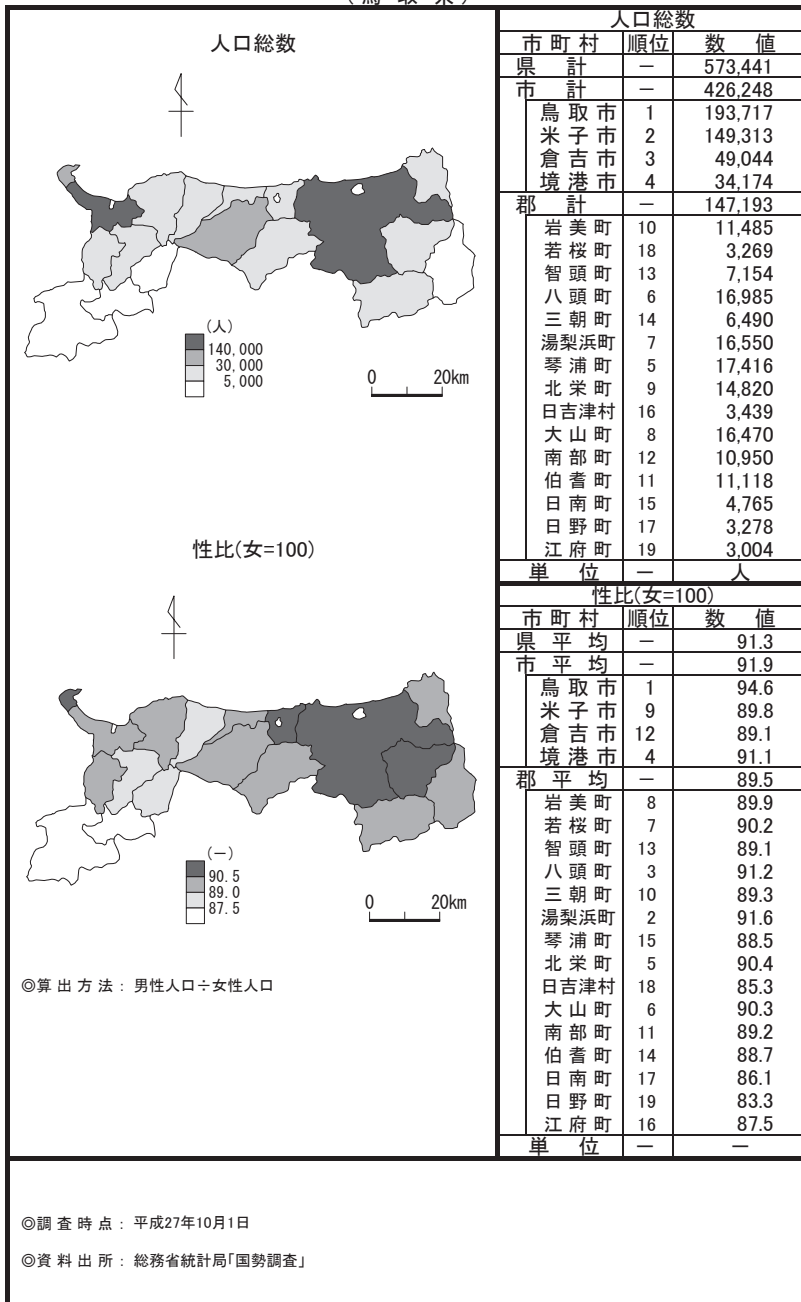 (鳥取県)
人口総数
(人)
140,000
30,000
5,000
0 20km
性比(女=100)
(－)
90.5
89.0
87.5
0 20km
◎算出方法：男性人口÷女性人口
人口総数
市町村 順位 数値
県計 － 573,441
市計 － 426,248
鳥取市 1 193,717
米子市 2 149,313
倉吉市 3 49,044
境港市 4 34,174
郡計 － 147,193
岩美町 10 11,485
若桜町 18 3,269
智頭町 13 7,154
八頭町 6 16,985
三朝町 14 6,490
湯梨浜町 7 16,550
琴浦町 5 17,416
北栄町 9 14,820
日吉津村 16 3,439
大山町 8 16,470
南部町 12 10,950
伯耆町 11 11,118
日南町 15 4,765
日野町 17 3,278
江府町 19 3,004
単位 － 人
性比(女=100)
市町村 順位 数値
県平均 － 91.3
市平均 － 91.9
鳥取市 1 94.6
米子市 9 89.8
倉吉市 12 89.1
境港市 4 91.1
郡平均 － 89.5
岩美町 8 89.9
若桜町 7 90.2
智頭町 13 89.1
八頭町 3 91.2
三朝町 10 89.3
湯梨浜町 2 91.6
琴浦町 15 88.5
北栄町 5 90.4
日吉津村 18 85.3
大山町 6 90.3
南部町 11 89.2
伯耆町 14 88.7
日南町 17 86.1
日野町 19 83.3
江府町 16 87.5
単位 － －
◎調査時点：平成27年10月1日
◎資料出所：総務省統計局「国勢調査」